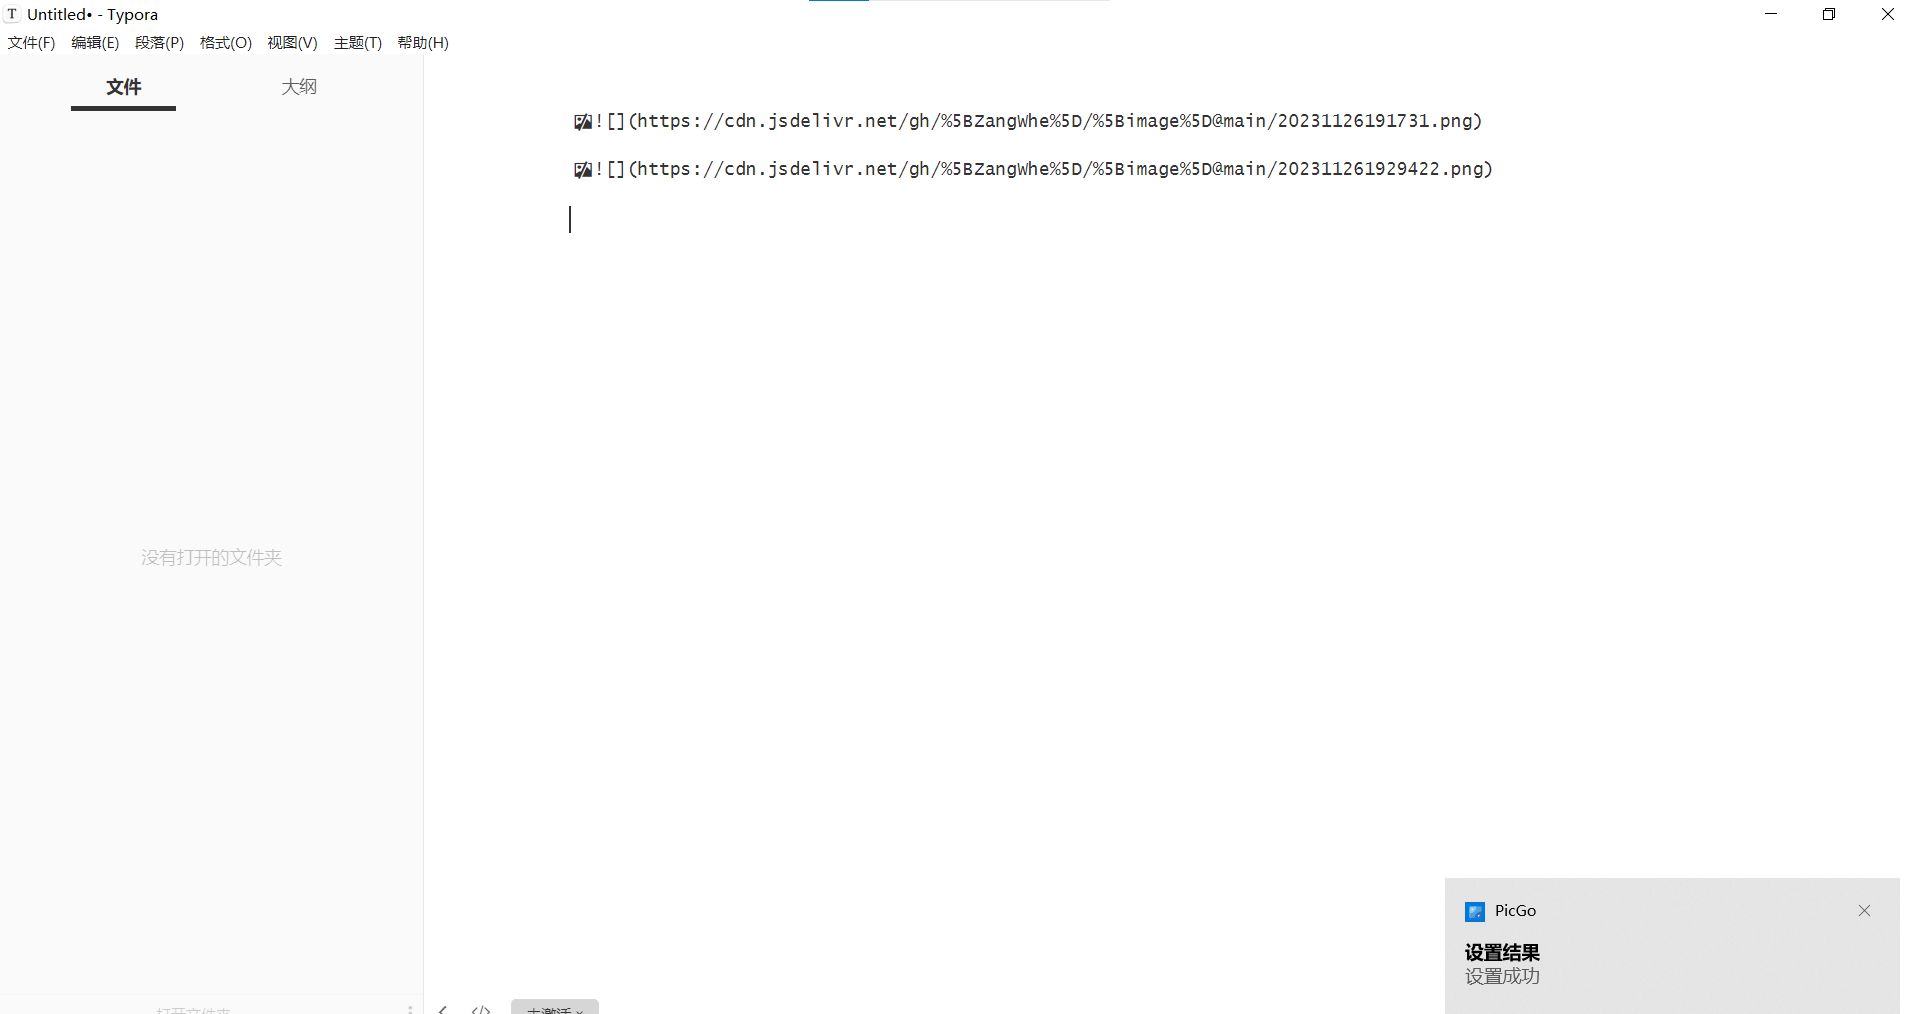 Untitled• - Typora
文件(F) 编辑(E) 段落(P) 格式(O) 视图(V) 主题(T) 帮助(H)
文件 大纲
![](https://cdn.jsdelivr.net/gh/%5BZangWhe%5D/%5Bimage%5D@main/20231126191731.png)
![](https://cdn.jsdelivr.net/gh/%5BZangWhe%5D/%5Bimage%5D@main/202311261929422.png)
没有打开的文件夹
PicGo
设置结果
设置成功